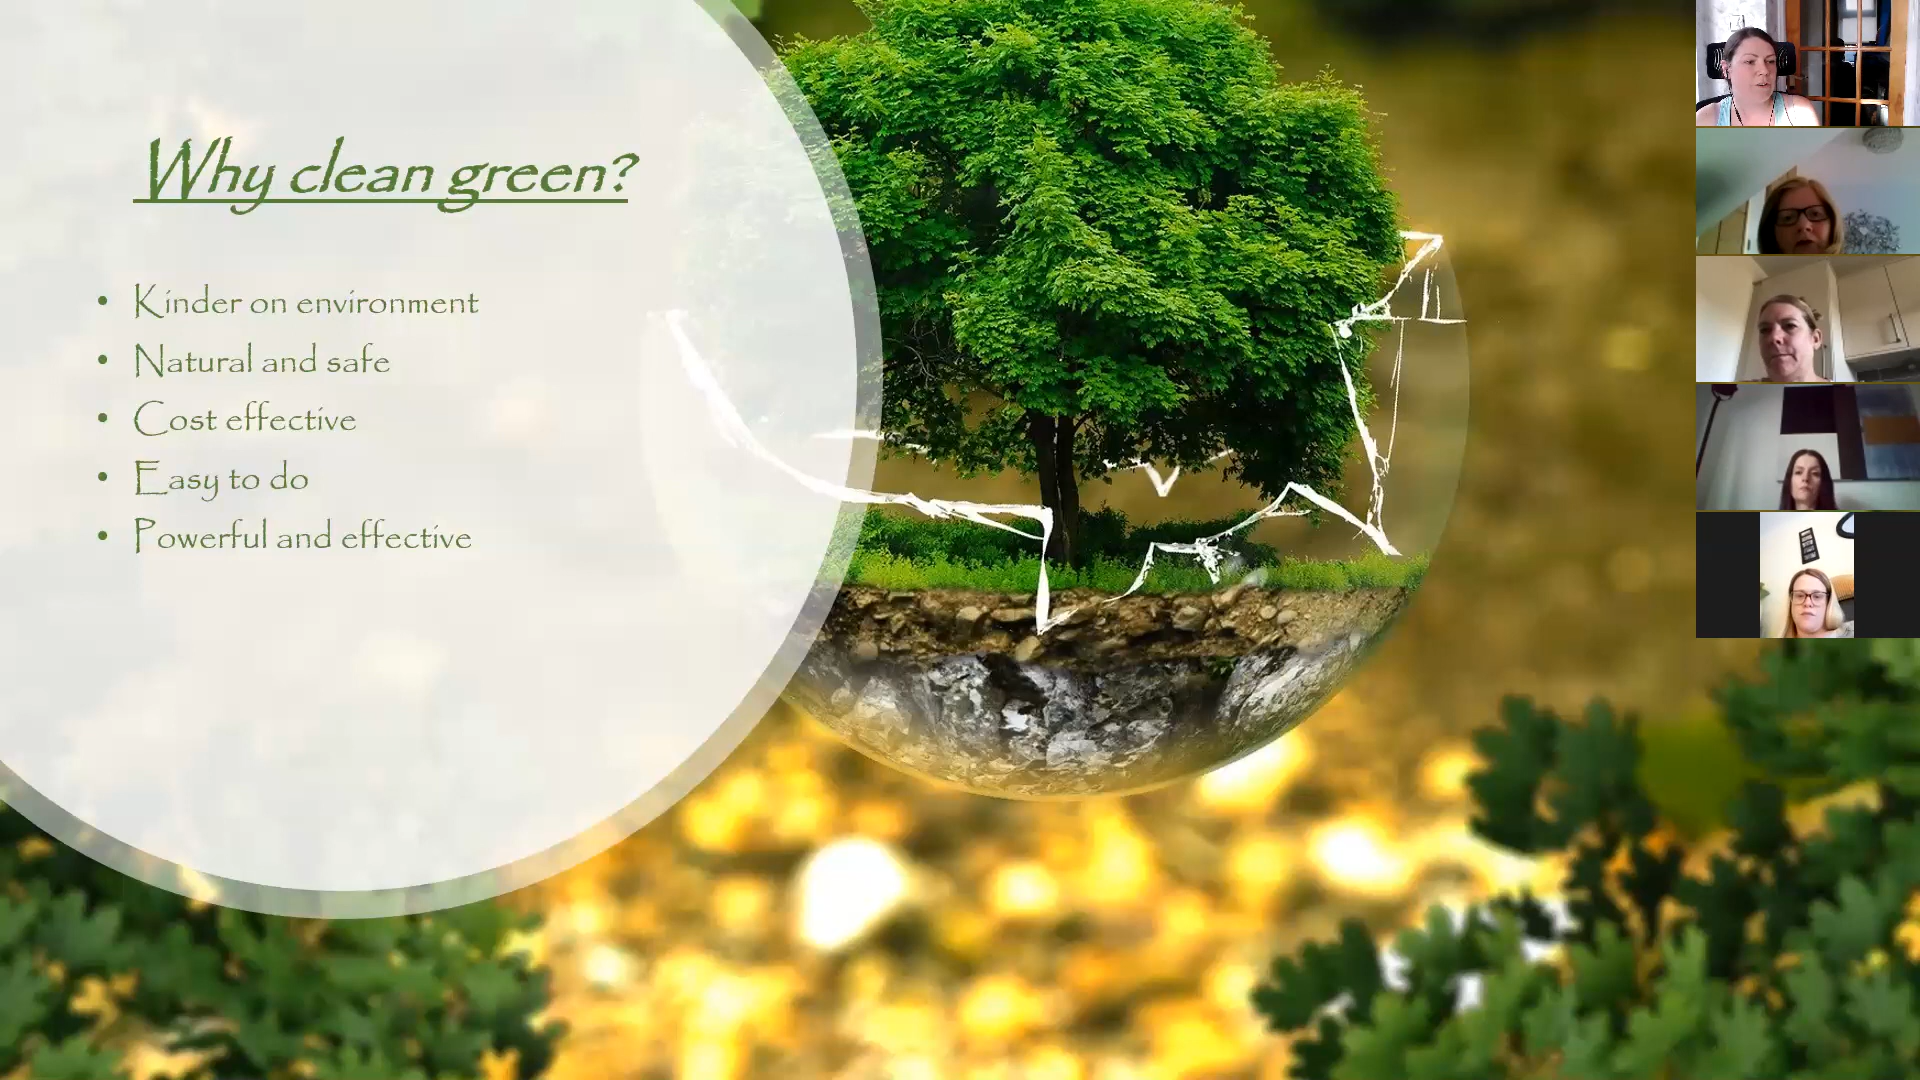 Why clean green?
• Kinder on environment
• Natural and safe
• Cost effective
• Easy to do
• Powerful and effective